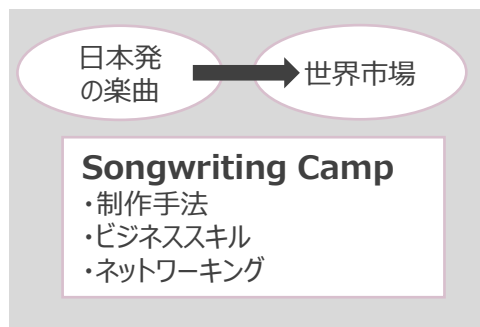 日本発
の楽曲
世界市場
Songwriting Camp
・制作手法
・ビジネススキル
・ネットワーキング